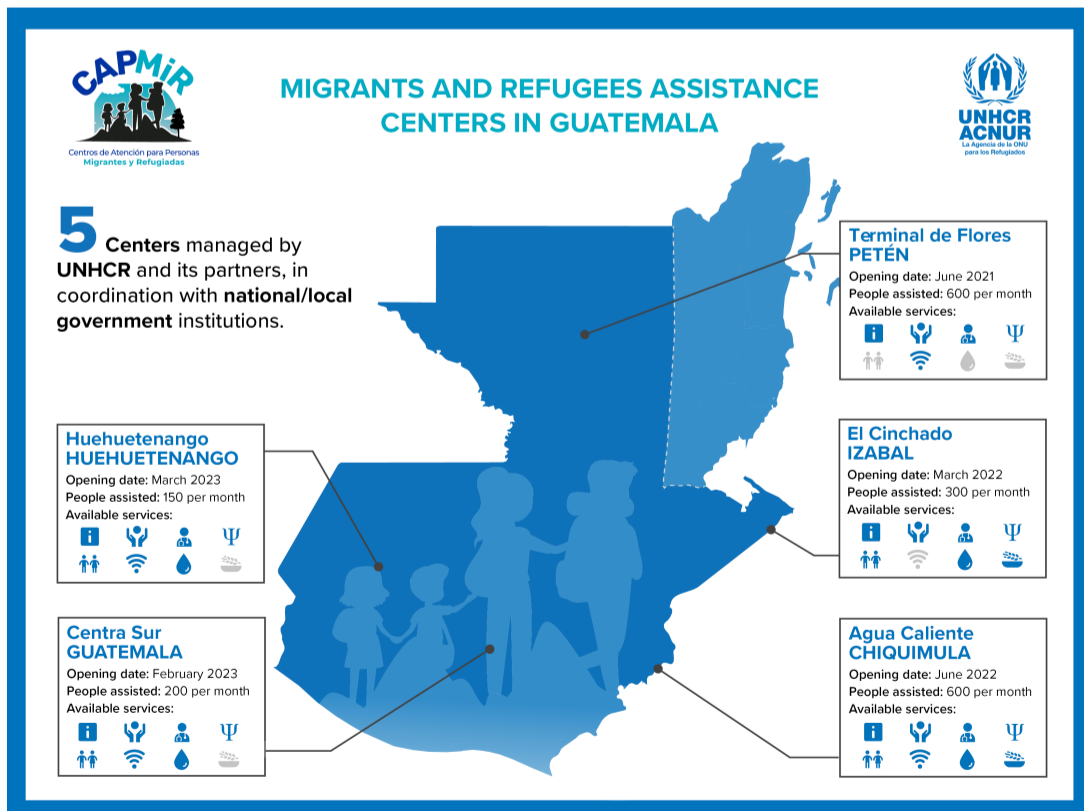 CAPMiR
Centros de Atención para Personas
Migrantes y Refugiadas
MIGRANTS AND REFUGEES ASSISTANCE
CENTERS IN GUATEMALA
UNHCR
ACNUR
La Agencia de la ONU
para los Refugiados
5 Centers managed by
UNHCR and its partners, in
coordination with national/local
government institutions.
Terminal de Flores
PETÉN
Opening date: June 2021
People assisted: 600 per month
Available services:
i Ψ
Huehuetenango
HUEHUETENANGO
Opening date: March 2023
People assisted: 150 per month
Available services:
i Ψ
El Cinchado
IZABAL
Opening date: March 2022
People assisted: 300 per month
Available services:
i Ψ
Centra Sur
GUATEMALA
Opening date: February 2023
People assisted: 200 per month
Available services:
i Ψ
Agua Caliente
CHIQUIMULA
Opening date: June 2022
People assisted: 600 per month
Available services:
i Ψ